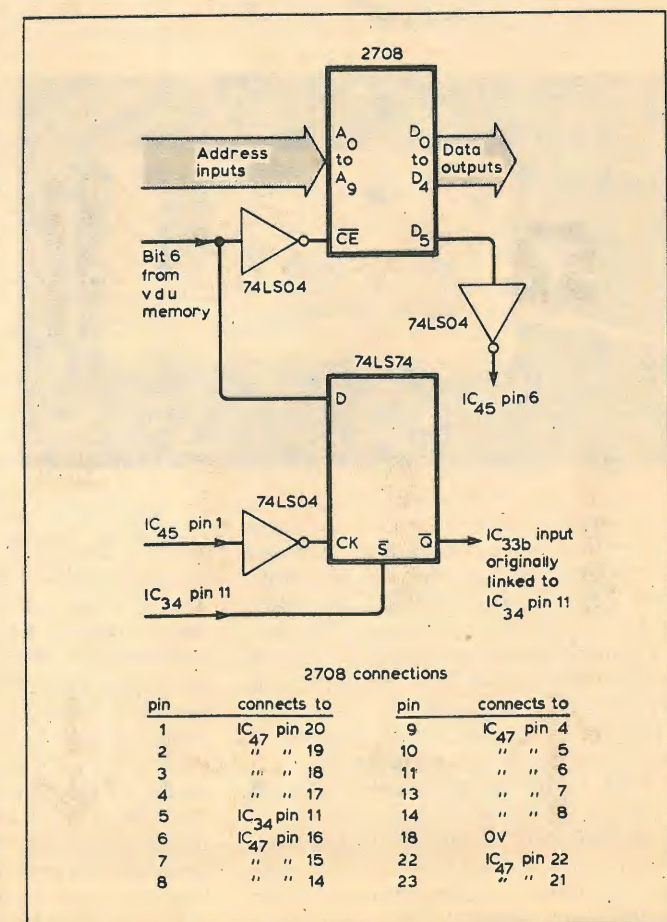 2708
Address
inputs
A0
to
A9
D0
to
D4
Data
outputs
CE
D5
Bit 6
from
vdu
memory
74LS04
74LS04
IC45 pin 6
74LS74
D
74LS04
IC45 pin 1
CK
S
Q
IC33b input
originally
linked to
IC34 pin 11
IC34 pin 11
2708 connections
pin connects to pin connects to
1 IC47 pin 20 9 IC47 pin 4
2 " " 19 10 " " 5
3 " " 18 11 " " 6
4 " " 17 13 " " 7
5 IC34 pin 11 14 " " 8
6 IC47 pin 16 18 OV
7 " " 15 22 IC47 pin 22
8 " " 14 23 " " 21